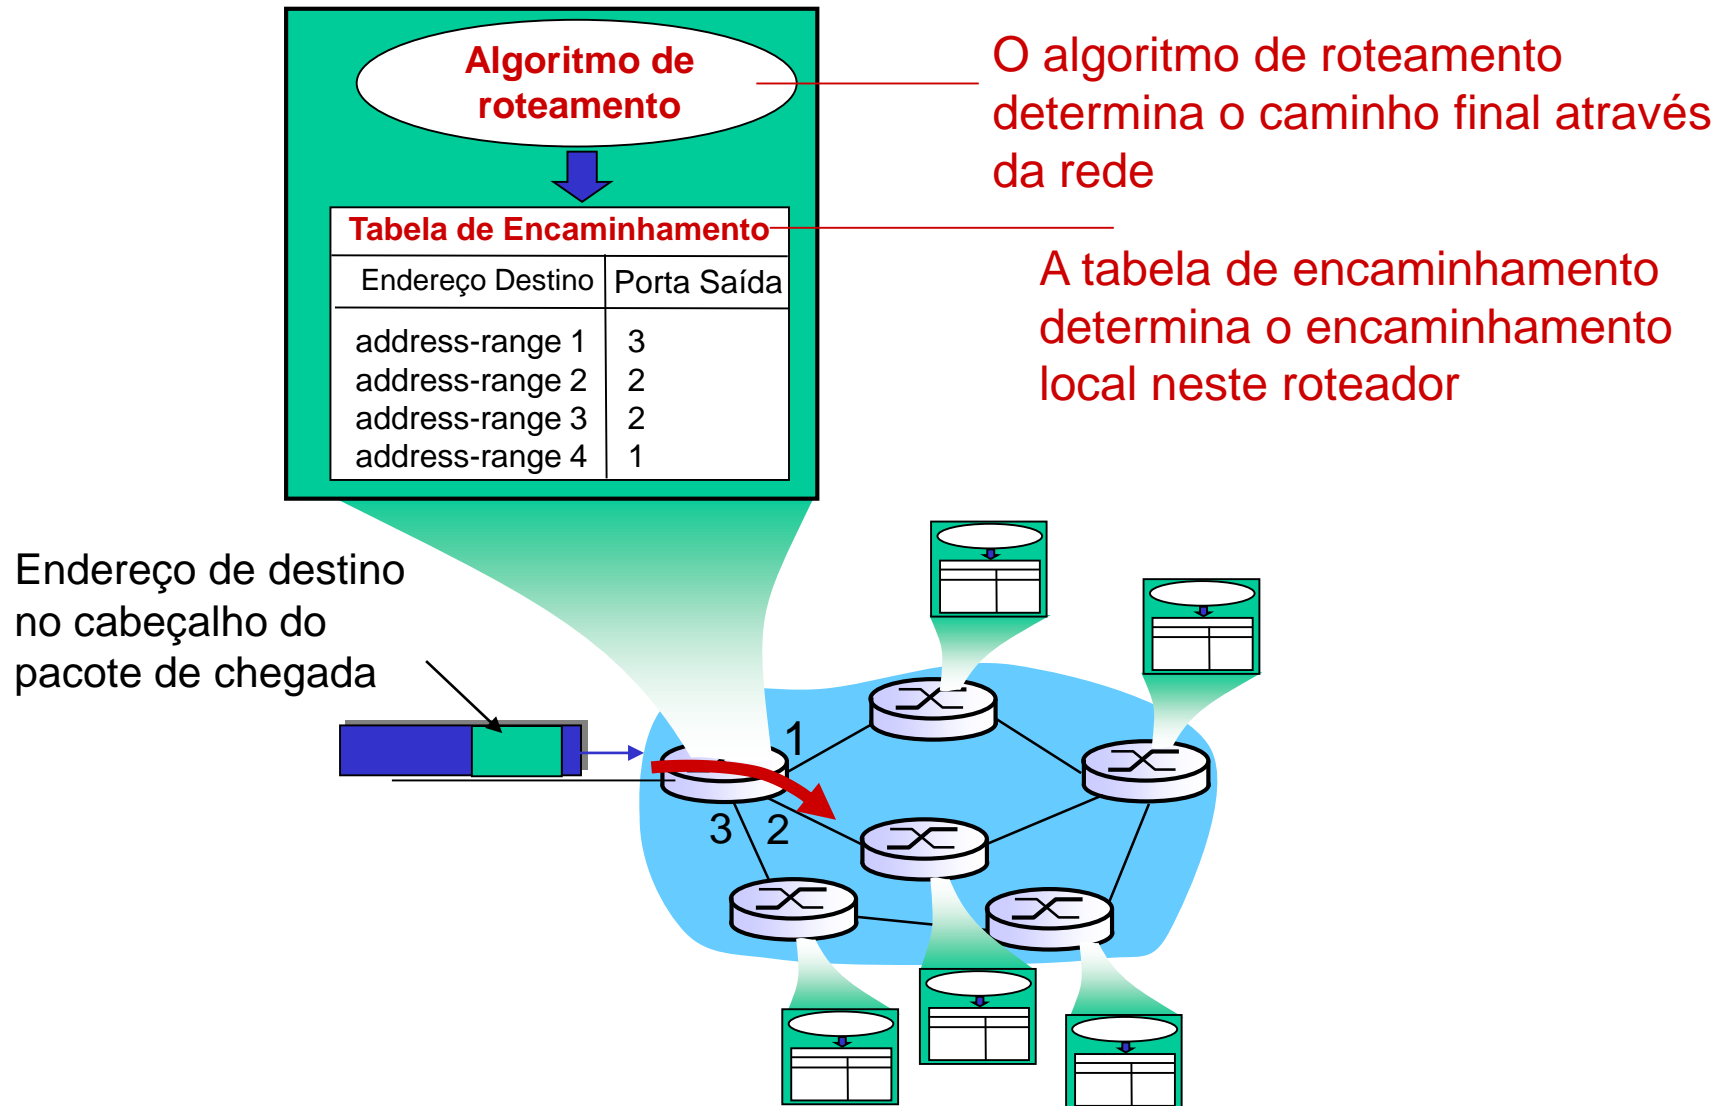 Algoritmo de
roteamento
O algoritmo de roteamento
determina o caminho final através
da rede
Tabela de Encaminhamento
Endereço Destino Porta Saída
address-range 1 3
address-range 2 2
address-range 3 2
address-range 4 1
A tabela de encaminhamento
determina o encaminhamento
local neste roteador
Endereço de destino
no cabeçalho do
pacote de chegada
1
3 2